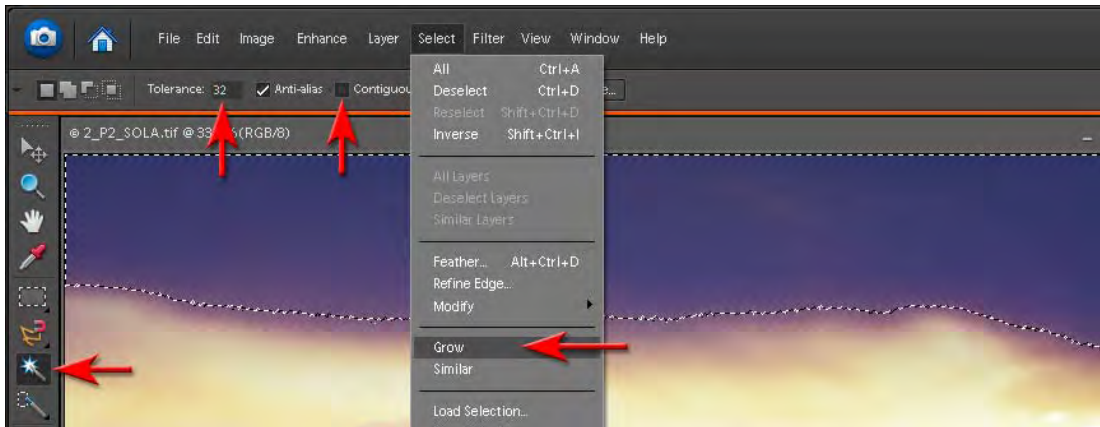 File Edit Image Enhance Layer Select Filter View Window Help
Tolerance: 32 Anti-alias
All Ctrl+A
Deselect Ctrl+D
Reselect Shift+Ctrl+D
Inverse Shift+Ctrl+I
2_P2_SOLA.tif @ (RGB/8)
All Layers
Deselect Layers
Similar Layers
Feather... Alt+Ctrl+D
Refine Edge...
Modify
Grow
Similar
Load Selection...